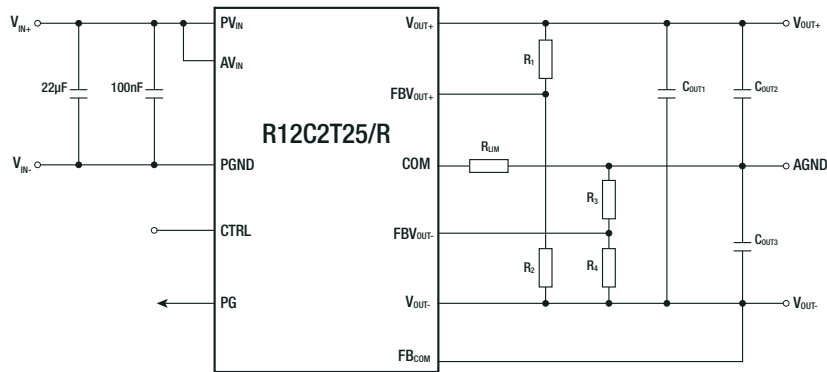 VIN+
PVIN
VOUT+
VOUT+
R1
AVIN
22µF
100nF
FBVOUT+
COUT1
COUT2
R12C2T25/R
VIN-
PGND
COM
RLIM
AGND
R3
CTRL
FBVOUT-
COUT3
R2
R4
PG
VOUT-
VOUT-
FBCOM